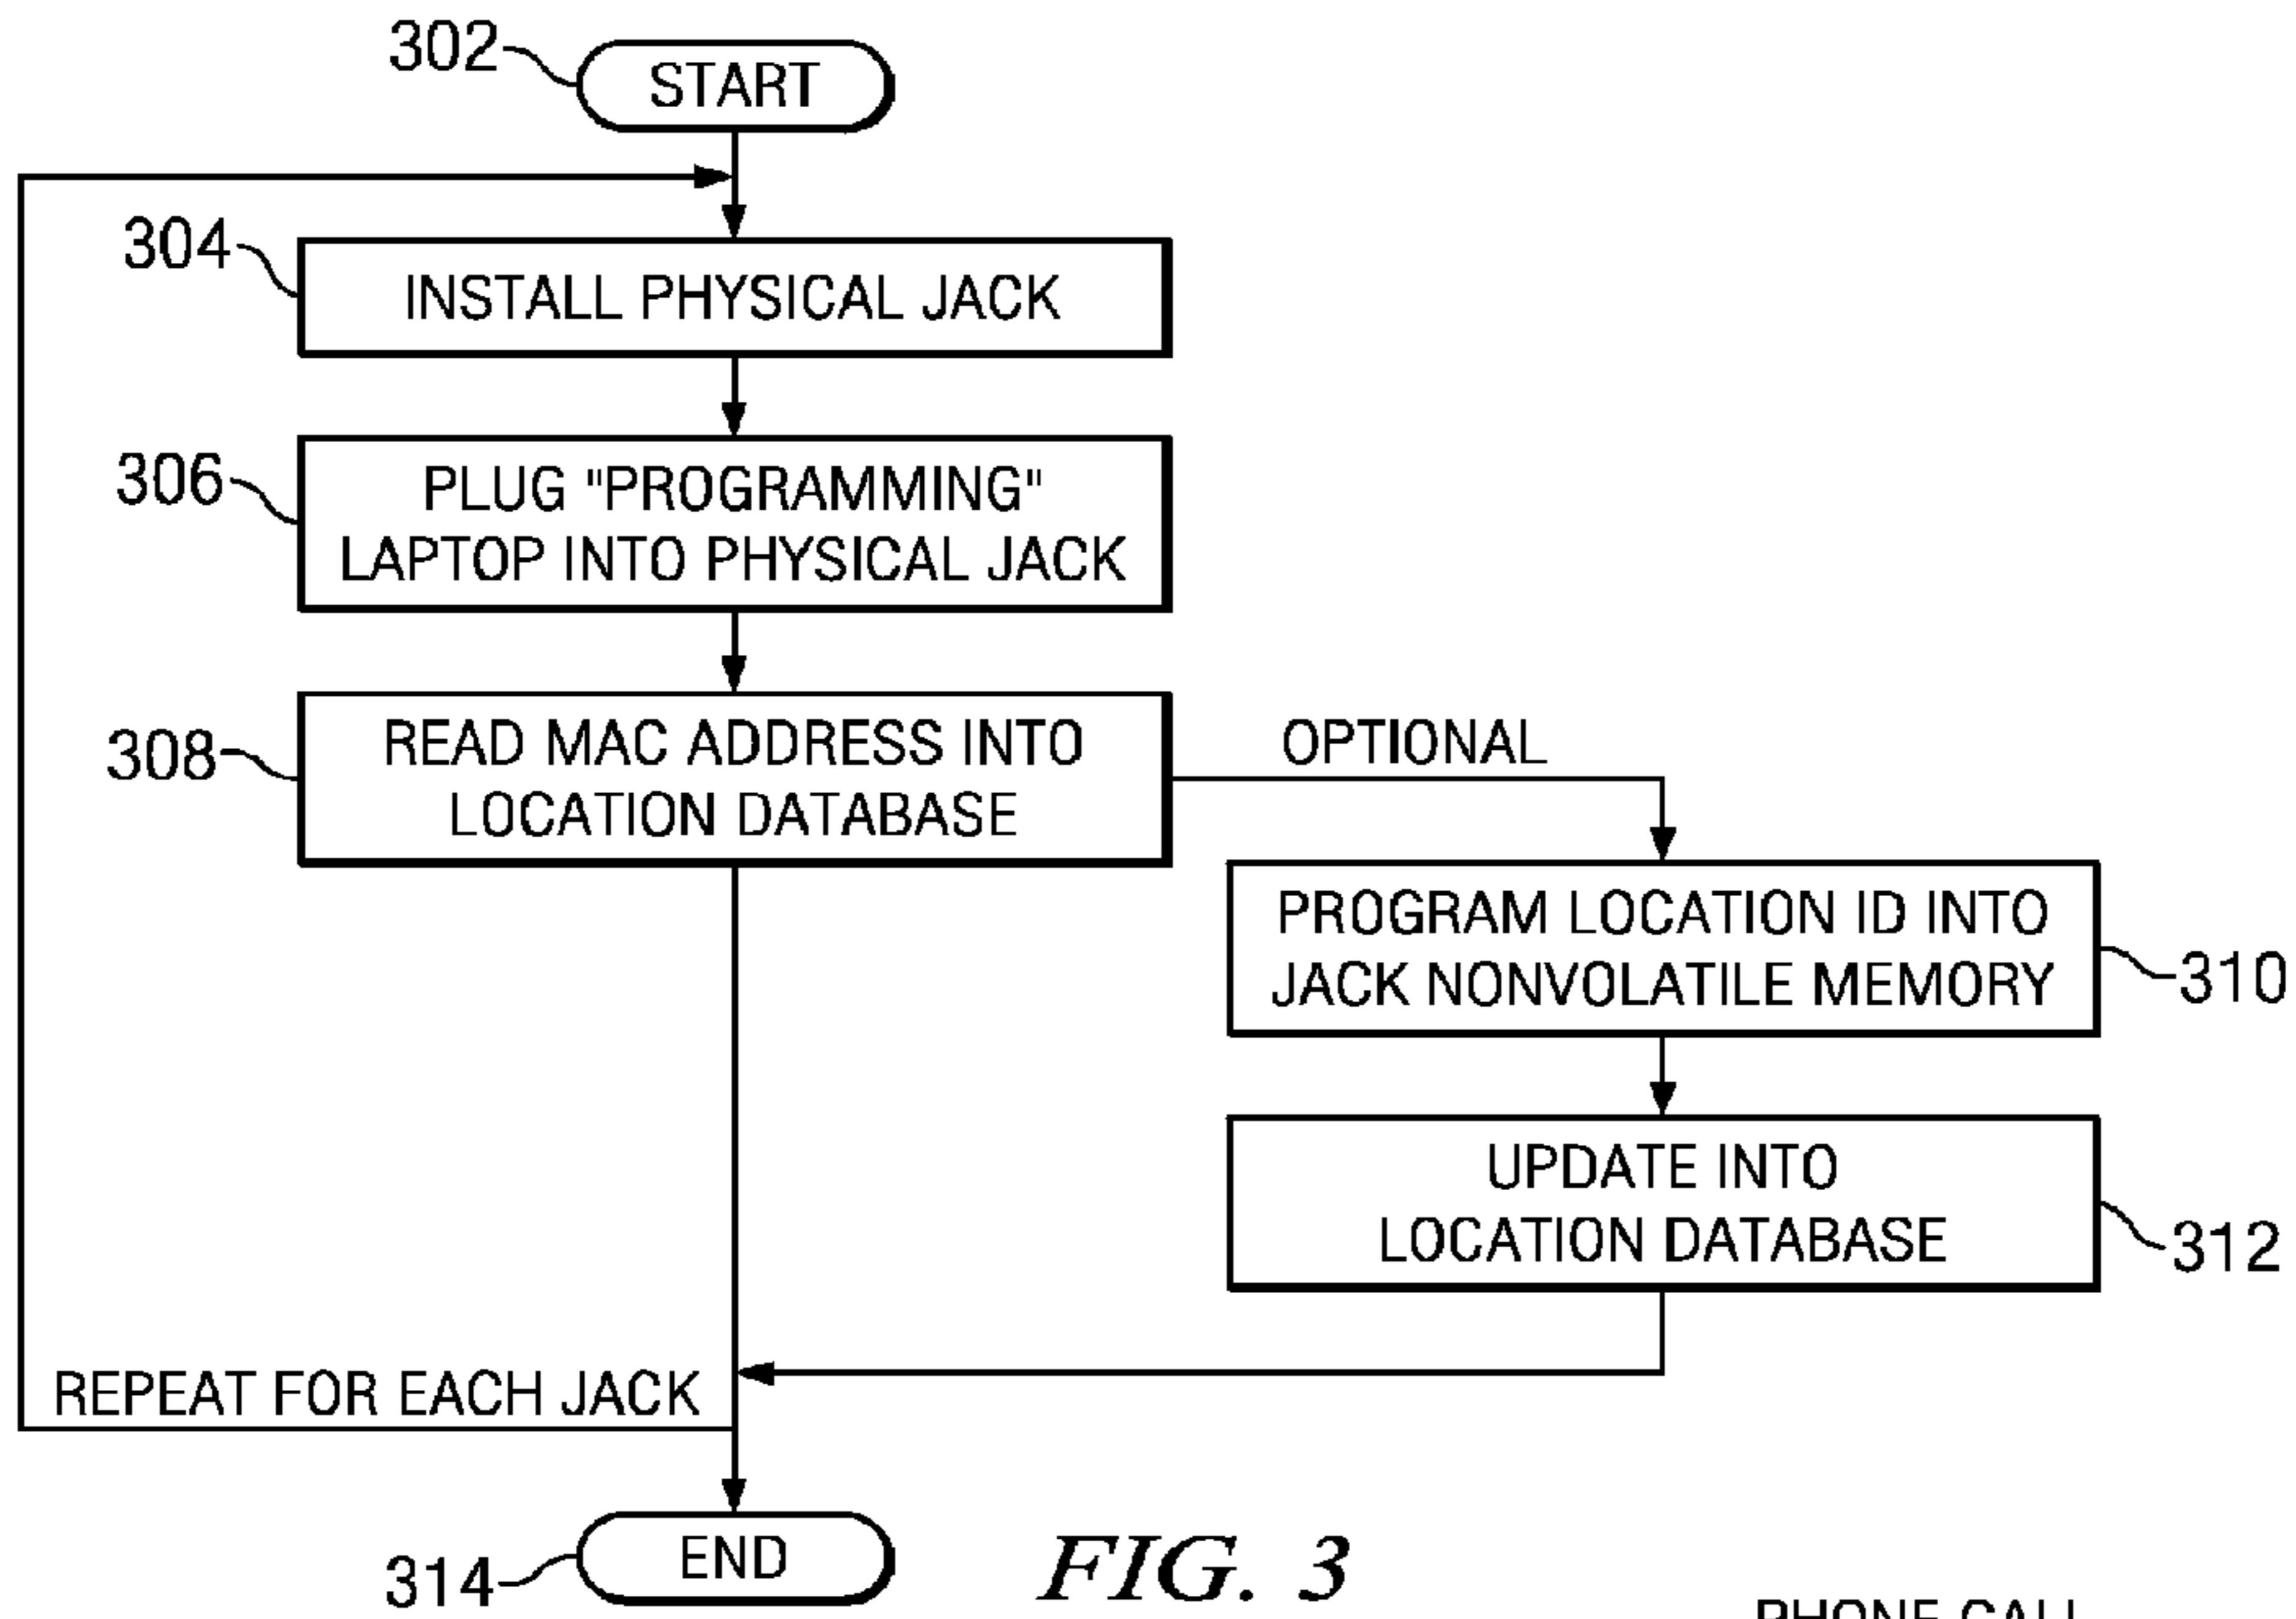 302
START
304
INSTALL PHYSICAL JACK
306
PLUG "PROGRAMMING"
LAPTOP INTO PHYSICAL JACK
308
READ MAC ADDRESS INTO
LOCATION DATABASE
OPTIONAL
PROGRAM LOCATION ID INTO
JACK NONVOLATILE MEMORY
310
UPDATE INTO
LOCATION DATABASE
312
REPEAT FOR EACH JACK
314
END
FIG. 3
PHONE CALL